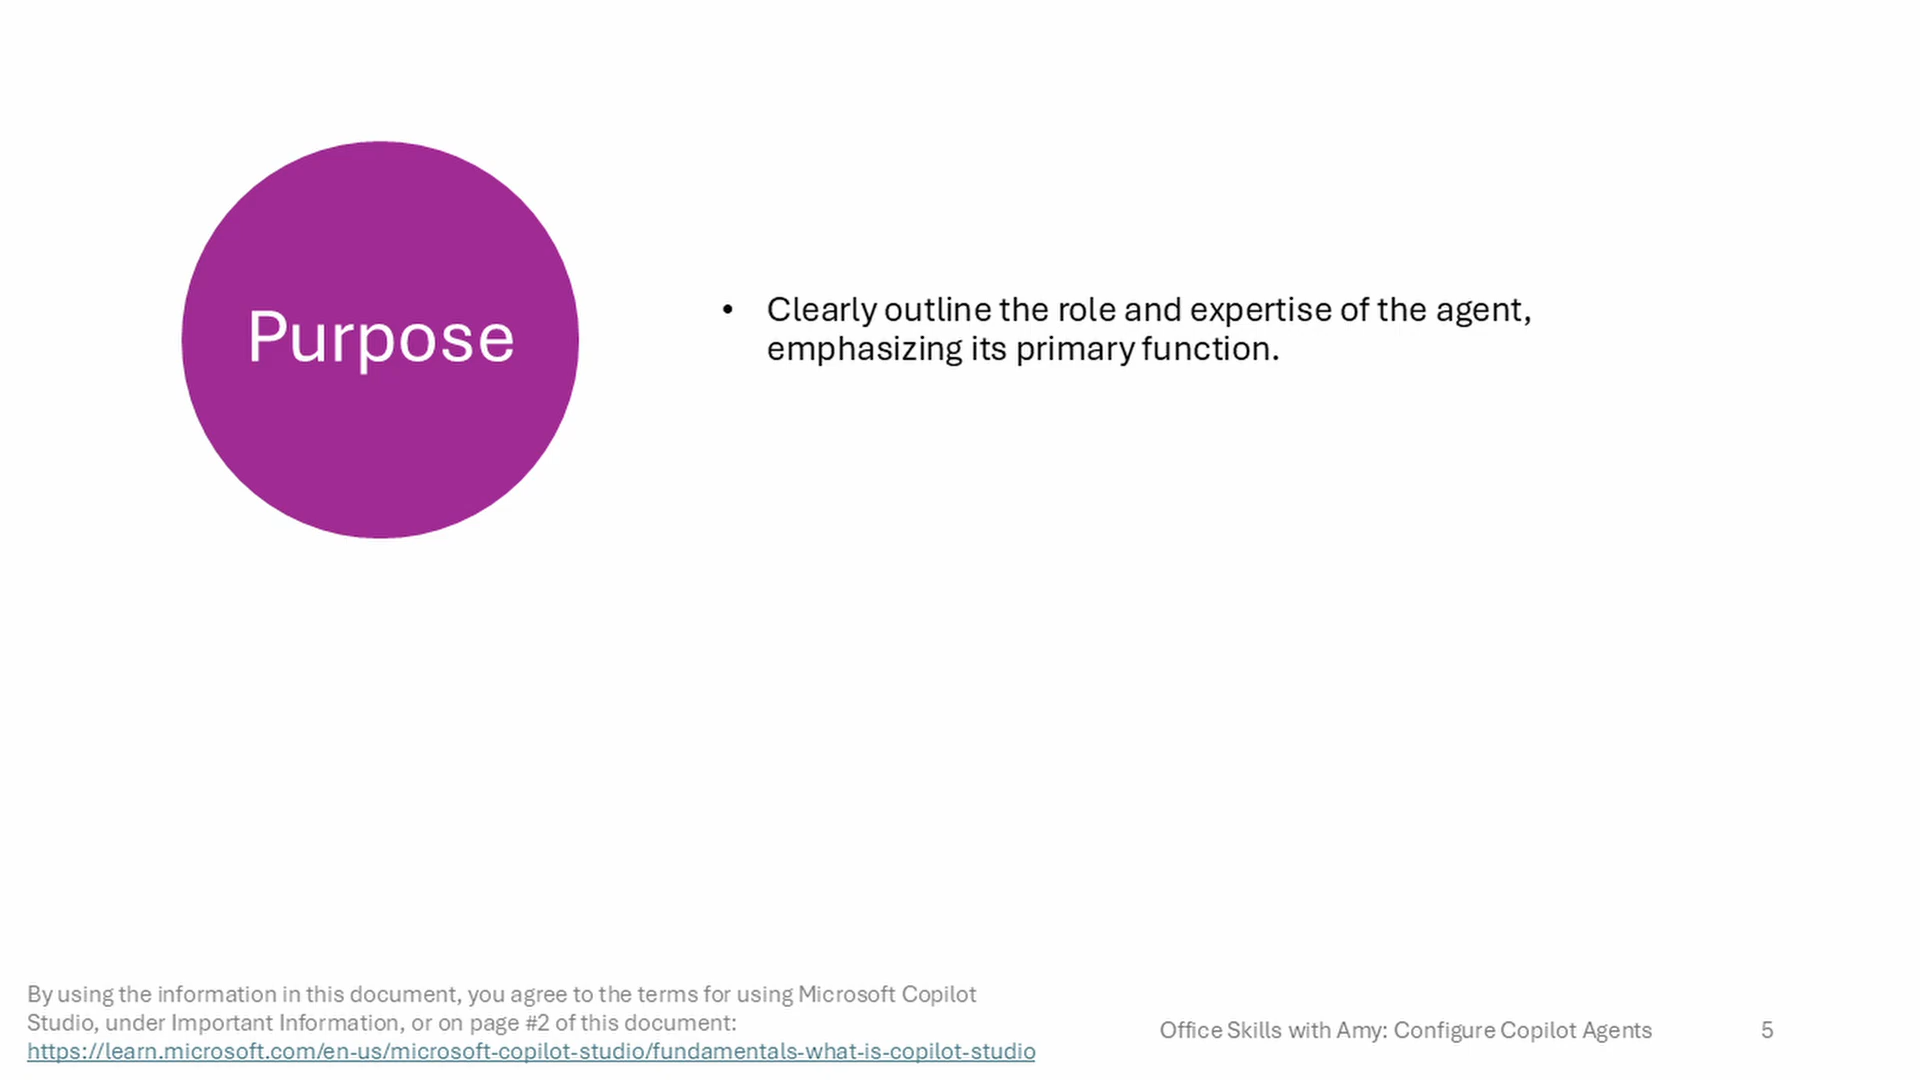 Purpose
• Clearly outline the role and expertise of the agent,
emphasizing its primary function.
By using the information in this document, you agree to the terms for using Microsoft Copilot
Studio, under Important Information, or on page #2 of this document:
https://learn.microsoft.com/en-us/microsoft-copilot-studio/fundamentals-what-is-copilot-studio
Office Skills with Amy: Configure Copilot Agents
5